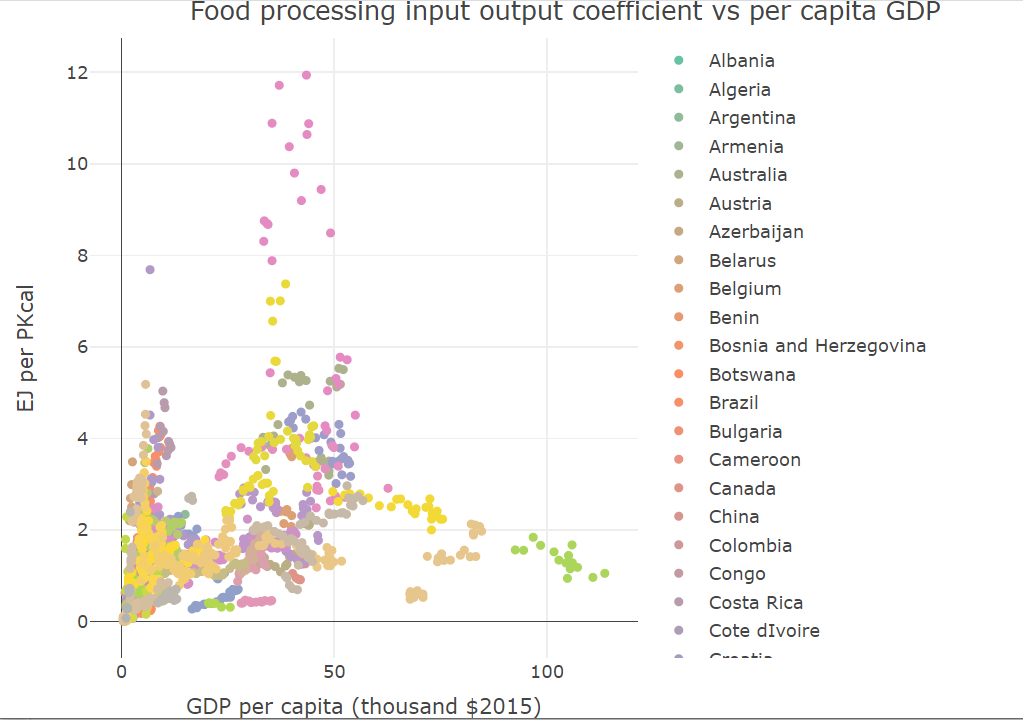 Food processing input output coefficient vs per capita GDP
12
10
8
6
4
2
0
EJ per PKcal
0 50 100
GDP per capita (thousand $2015)
Albania
Algeria
Argentina
Armenia
Australia
Austria
Azerbaijan
Belarus
Belgium
Benin
Bosnia and Herzegovina
Botswana
Brazil
Bulgaria
Cameroon
Canada
China
Colombia
Congo
Costa Rica
Cote dIvoire
Croatia